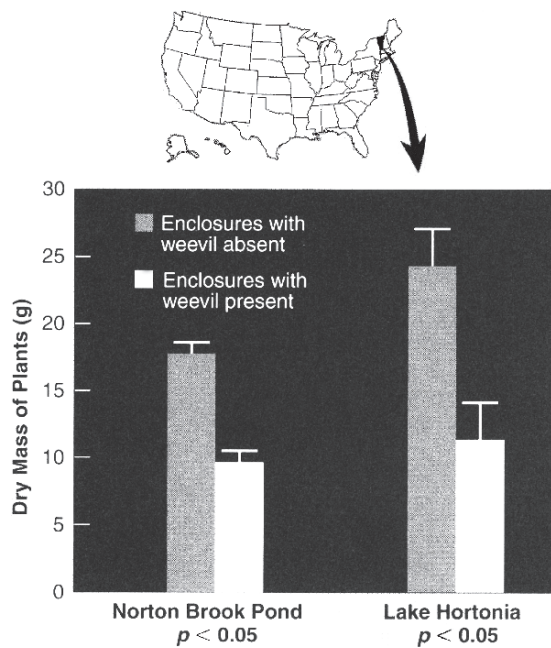 30
25
20
15
10
5
0
Dry Mass of Plants (g)
Enclosures with
weevil absent
Enclosures with
weevil present
Norton Brook Pond
p < 0.05
Lake Hortonia
p < 0.05